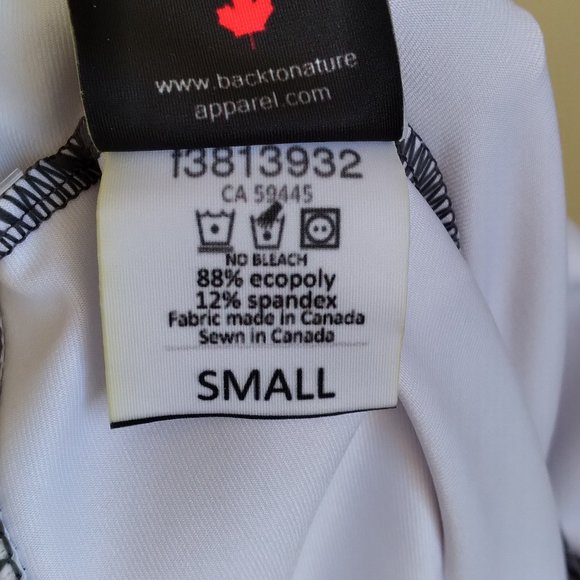 www.backtonature
apparel.com
f3813932
CA 59445
NO BLEACH
88% ecopoly
12% spandex
Fabric made in Canada
Sewn in Canada
SMALL